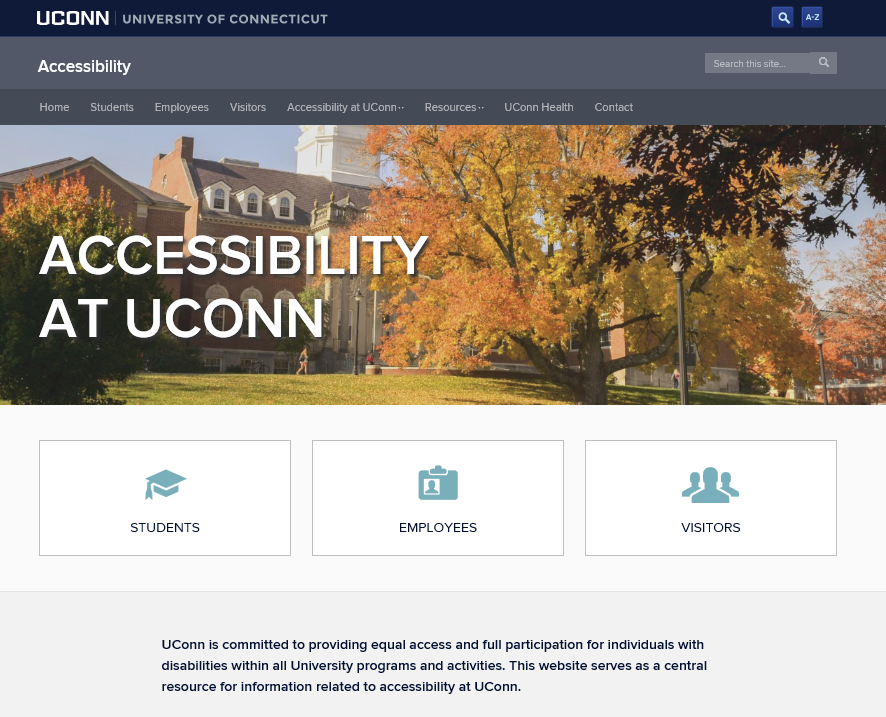 UCONN UNIVERSITY OF CONNECTICUT
A-Z
Accessibility
Search this site...
Home Students Employees Visitors Accessibility at UConn Resources UConn Health Contact
ACCESSIBILITY
AT UCONN
STUDENTS EMPLOYEES VISITORS
UConn is committed to providing equal access and full participation for individuals with
disabilities within all University programs and activities. This website serves as a central
resource for information related to accessibility at UConn.